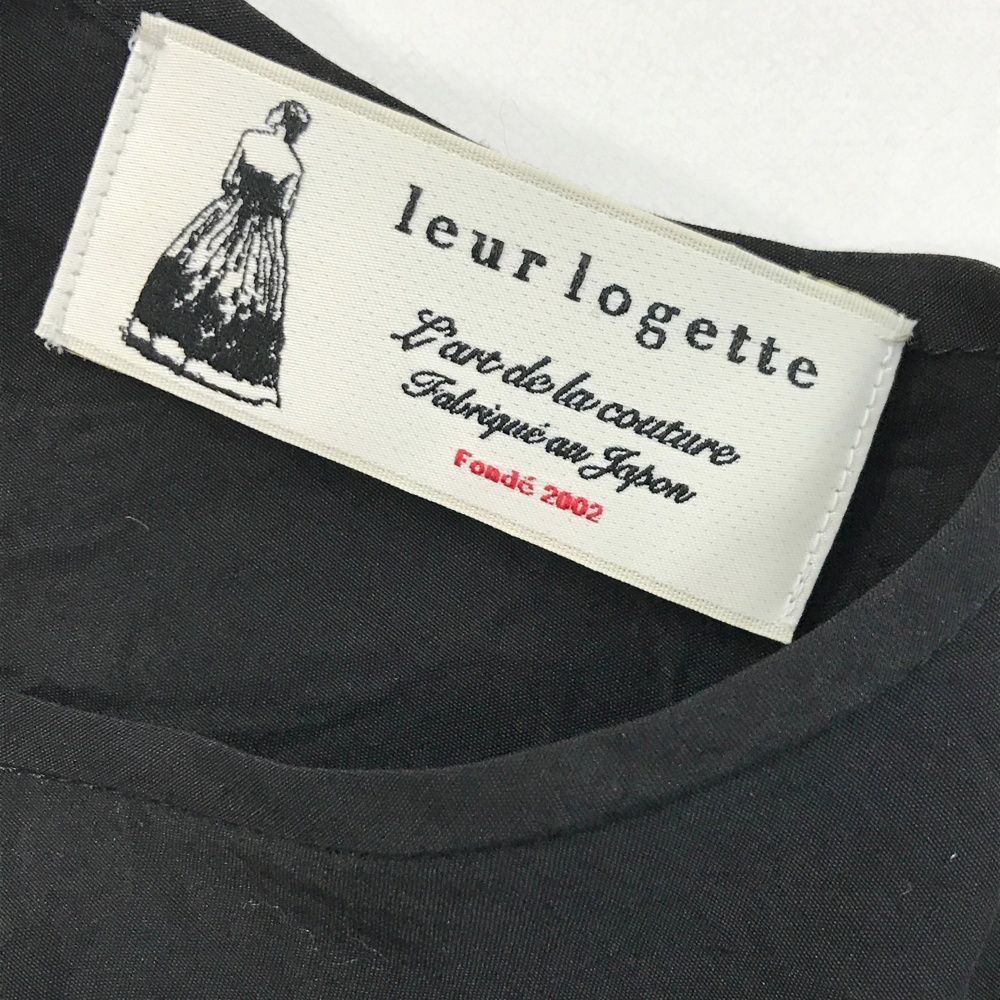 leur logette
L'art de la couture
Fabriqué au Japon
Fondé 2002